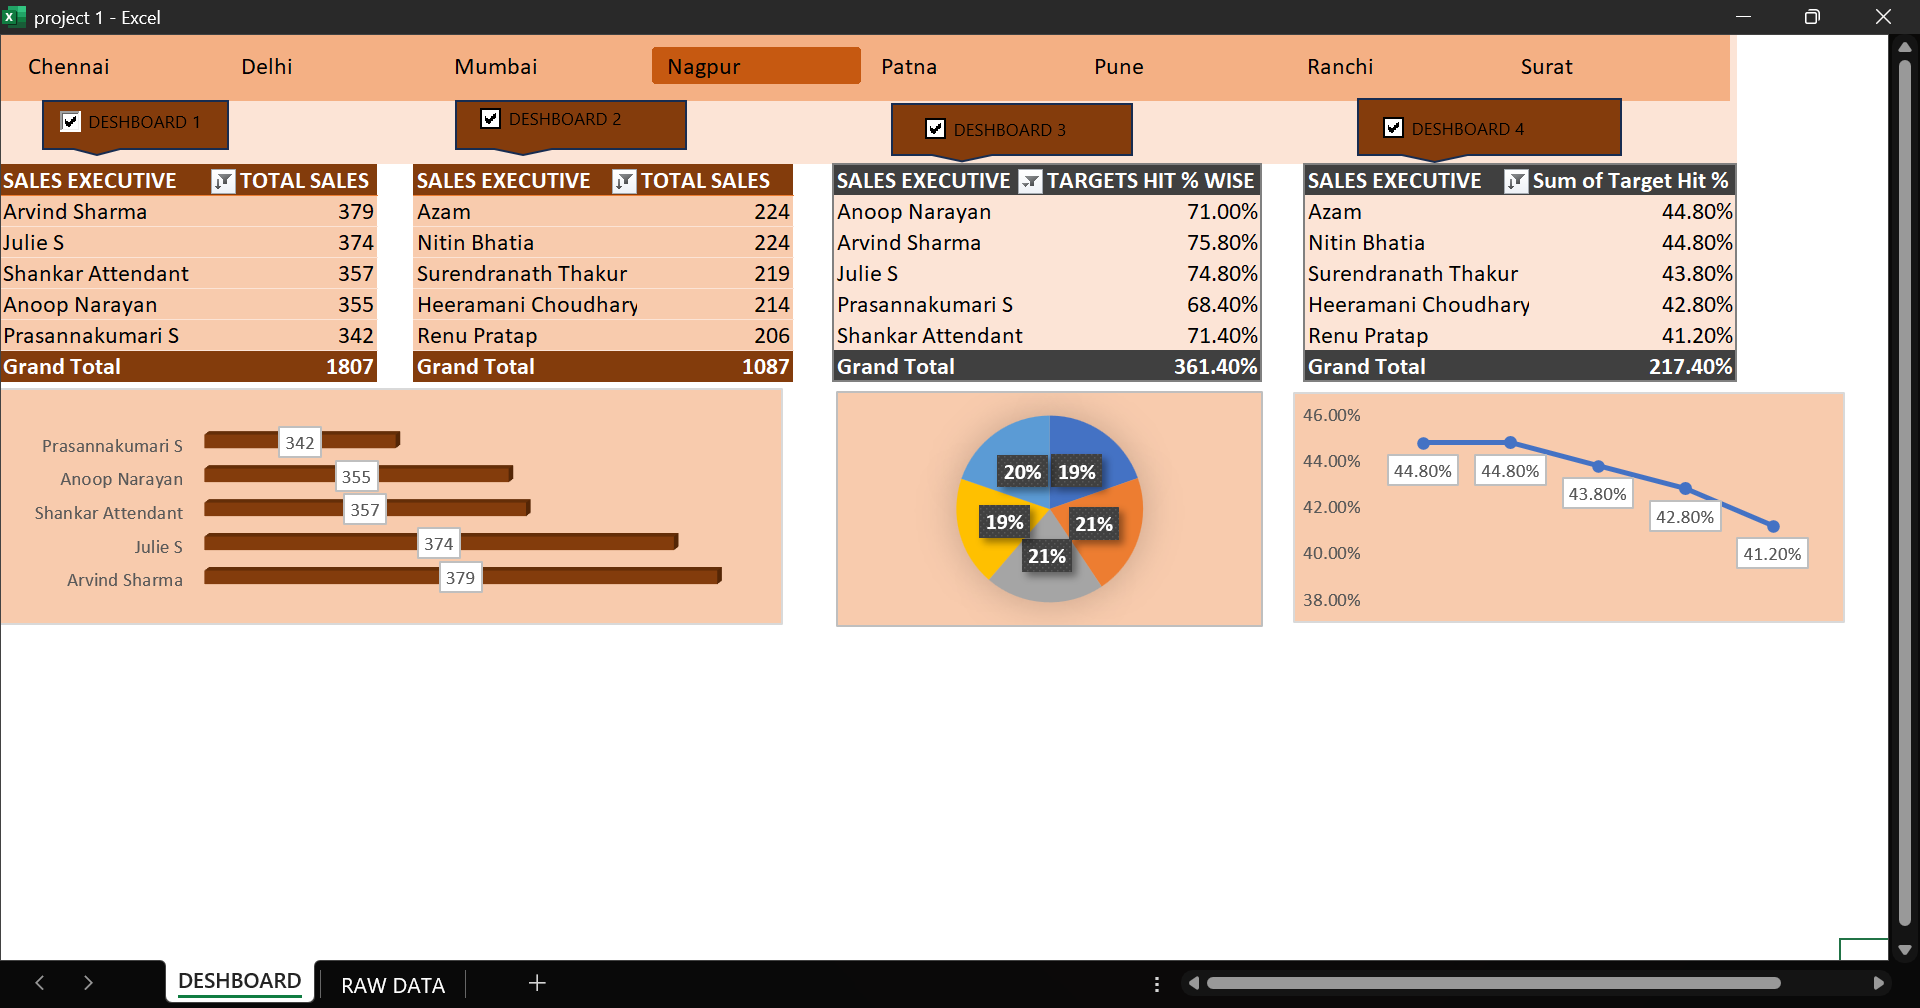 project 1 - Excel
Chennai Delhi Mumbai Nagpur Patna Pune Ranchi Surat
DESHBOARD 1 DESHBOARD 2 DESHBOARD 3 DESHBOARD 4
SALES EXECUTIVE TOTAL SALES
Arvind Sharma 379
Julie S 374
Shankar Attendant 357
Anoop Narayan 355
Prasannakumari S 342
Grand Total 1807
SALES EXECUTIVE TOTAL SALES
Azam 224
Nitin Bhatia 224
Surendranath Thakur 219
Heeramani Choudhary 214
Renu Pratap 206
Grand Total 1087
SALES EXECUTIVE TARGETS HIT % WISE
Anoop Narayan 71.00%
Arvind Sharma 75.80%
Julie S 74.80%
Prasannakumari S 68.40%
Shankar Attendant 71.40%
Grand Total 361.40%
SALES EXECUTIVE Sum of Target Hit %
Azam 44.80%
Nitin Bhatia 44.80%
Surendranath Thakur 43.80%
Heeramani Choudhary 42.80%
Renu Pratap 41.20%
Grand Total 217.40%
Prasannakumari S 342
Anoop Narayan 355
Shankar Attendant 357
Julie S 374
Arvind Sharma 379
20% 19%
19% 21%
21%
46.00%
44.00%
42.00%
40.00%
38.00%
44.80% 44.80%
43.80%
42.80%
41.20%
DESHBOARD RAW DATA